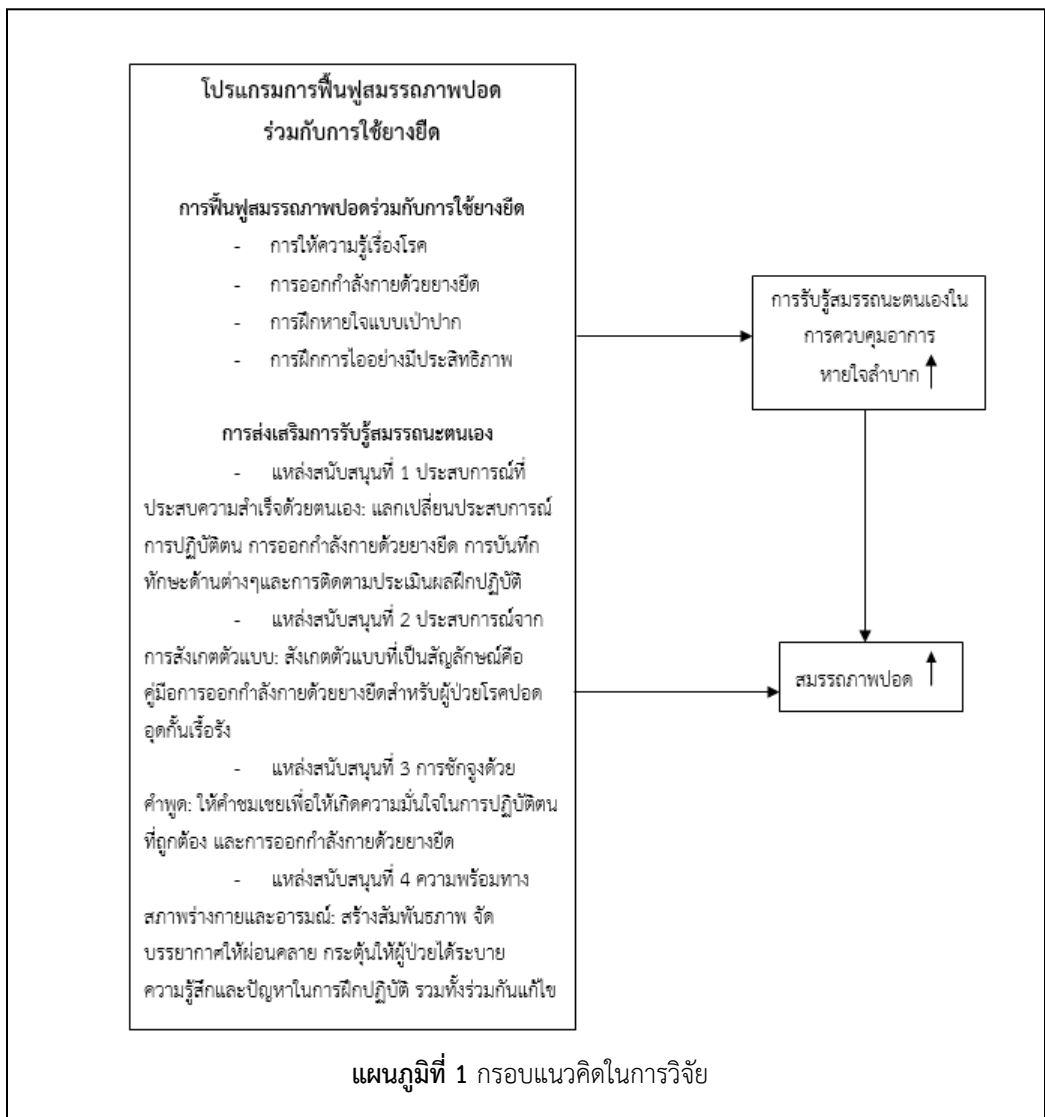 โปรแกรมการฟื้นฟูสมรรถภาพปอด
ร่วมกับการใช้ยางยืด
การฟื้นฟูสมรรถภาพปอดร่วมกับการใช้ยางยืด
- การให้ความรู้เรื่องโรค
- การออกกำลังกายด้วยยางยืด
- การฝึกหายใจแบบเป่าปาก
- การฝึกการไออย่างมีประสิทธิภาพ
การส่งเสริมการรับรู้สมรรถนะตนเอง
- แหล่งสนับสนุนที่ 1 ประสบการณ์ที่
ประสบความสำเร็จด้วยตนเอง: แลกเปลี่ยนประสบการณ์
การปฏิบัติตน การออกกำลังกายด้วยยางยืด การบันทึก
ทักษะด้านต่างๆและการติดตามประเมินผลฝึกปฏิบัติ
- แหล่งสนับสนุนที่ 2 ประสบการณ์จาก
การสังเกตตัวแบบ: สังเกตตัวแบบที่เป็นสัญลักษณ์คือ
คู่มือการออกกำลังกายด้วยยางยืดสำหรับผู้ป่วยโรคปอด
อุดกั้นเรื้อรัง
- แหล่งสนับสนุนที่ 3 การชักจูงด้วย
คำพูด: ให้คำชมเชยเพื่อให้เกิดความมั่นใจในการปฏิบัติตน
ที่ถูกต้อง และการออกกำลังกายด้วยยางยืด
- แหล่งสนับสนุนที่ 4 ความพร้อมทาง
สภาพร่างกายและอารมณ์: สร้างสัมพันธภาพ จัด
บรรยากาศให้ผ่อนคลาย กระตุ้นให้ผู้ป่วยได้ระบาย
ความรู้สึกและปัญหาในการฝึกปฏิบัติ รวมทั้งร่วมกันแก้ไข
การรับรู้สมรรถนะตนเองใน
การควบคุมอาการ
หายใจลำบาก ↑
สมรรถภาพปอด ↑
แผนภูมิที่ 1 กรอบแนวคิดในการวิจัย